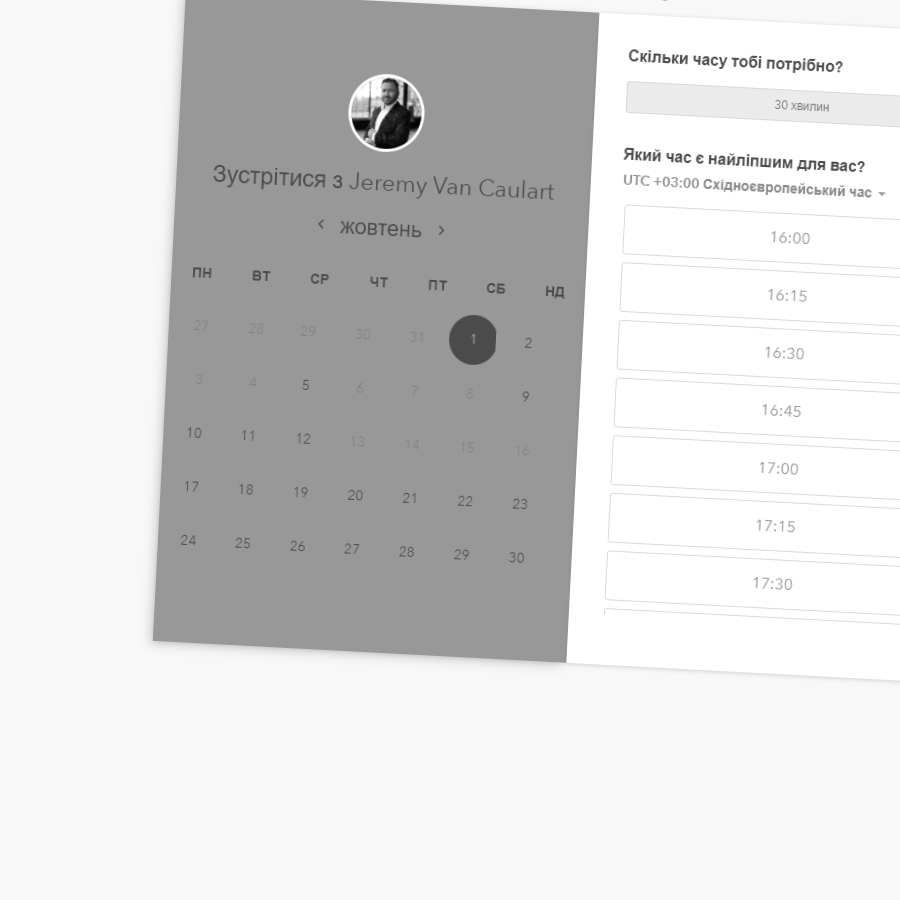 Зустрітися з Jeremy Van Caulart
жовтень
ПН ВТ СР ЧТ ПТ СБ НД
27 28 29 30 31 1 2
3 4 5 6 7 8 9
10 11 12 13 14 15 16
17 18 19 20 21 22 23
24 25 26 27 28 29 30
Скільки часу тобі потрібно?
30 хвилин
Який час є найліпшим для вас?
UTC +03:00 Східноєвропейський час
16:00
16:15
16:30
16:45
17:00
17:15
17:30